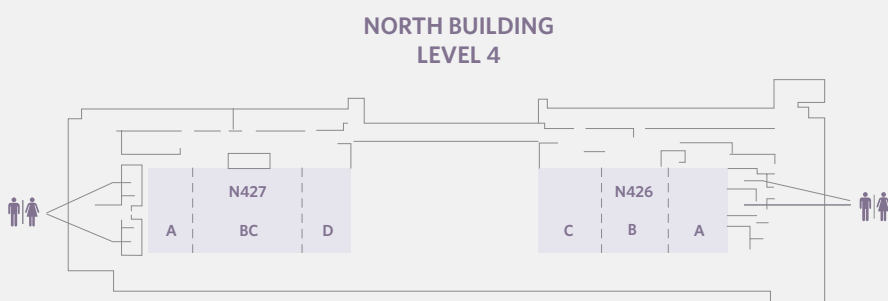 NORTH BUILDING
LEVEL 4
N427
N426
A
BC
D
C
B
A